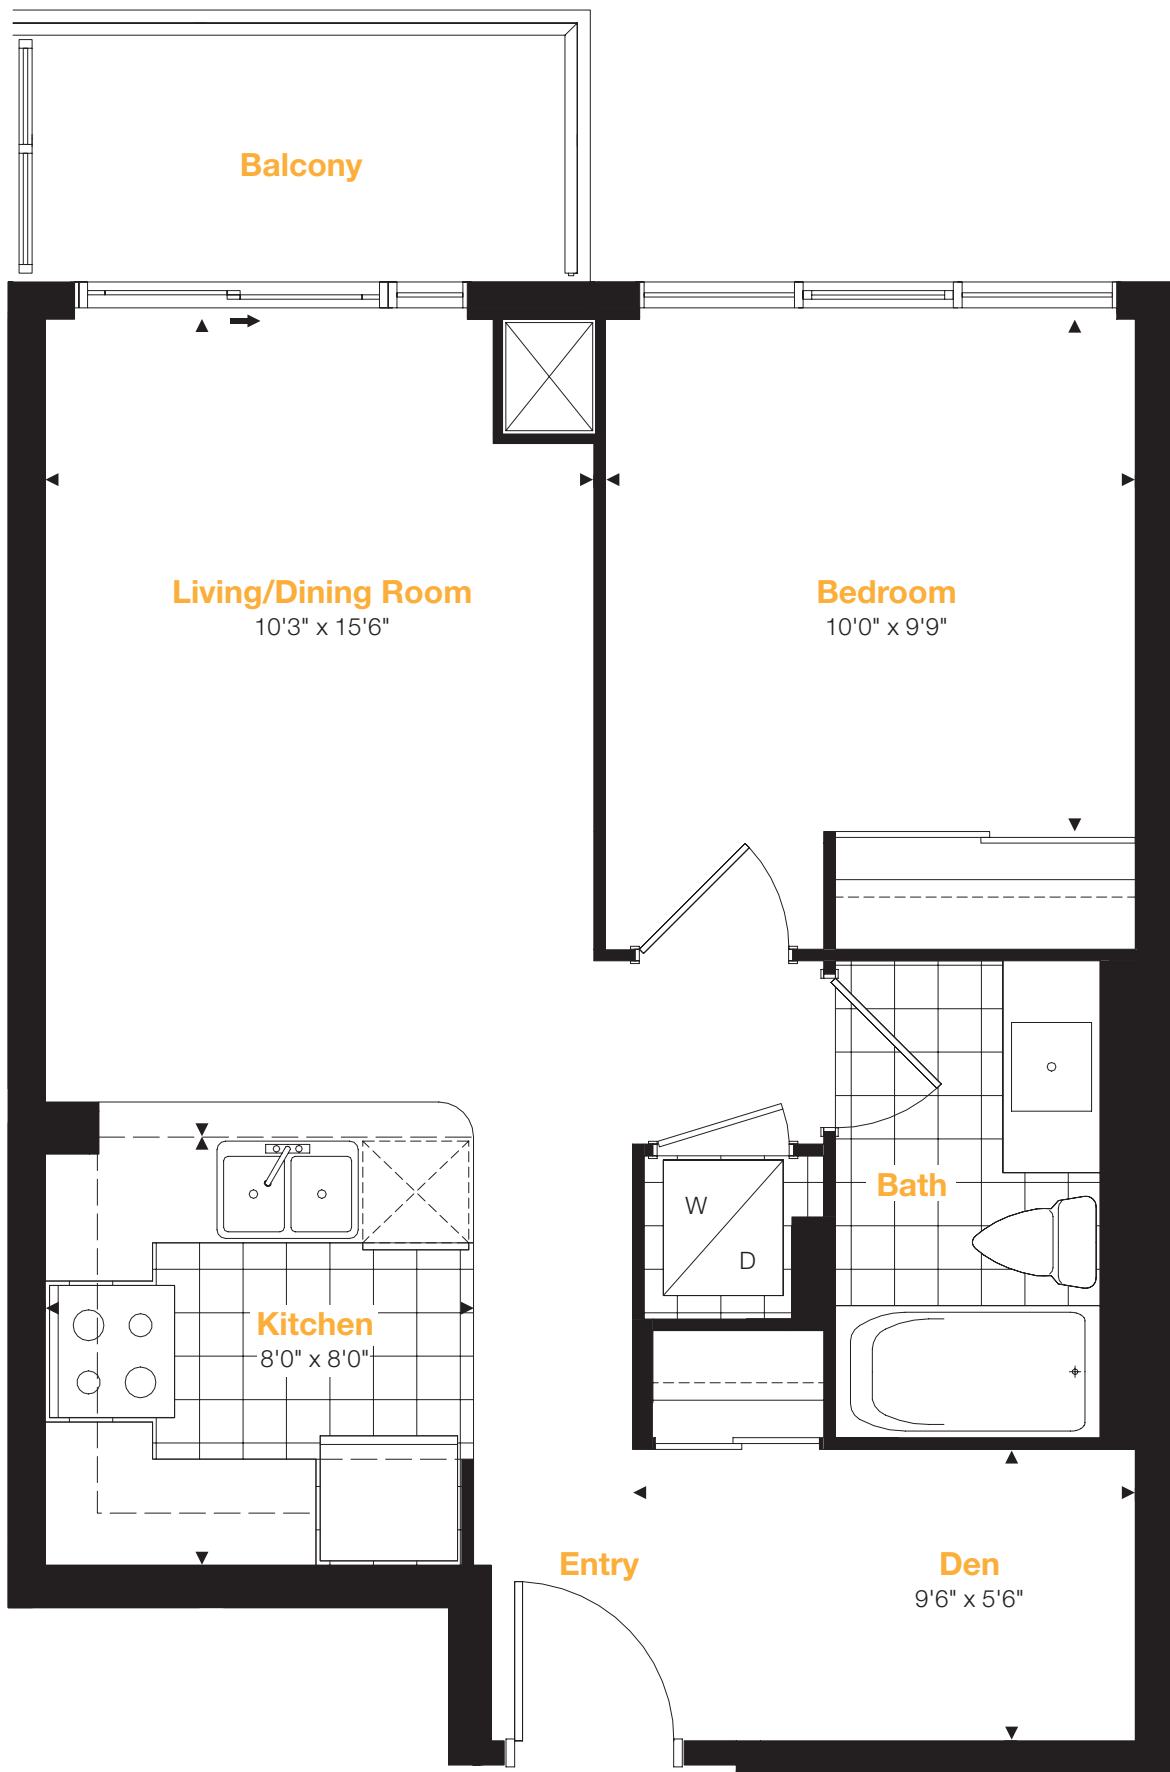 Balcony
Living/Dining Room
10'3" x 15'6"
Bedroom
10'0" x 9'9"
Bath
W
D
Kitchen
8'0" x 8'0"
Entry
Den
9'6" x 5'6"